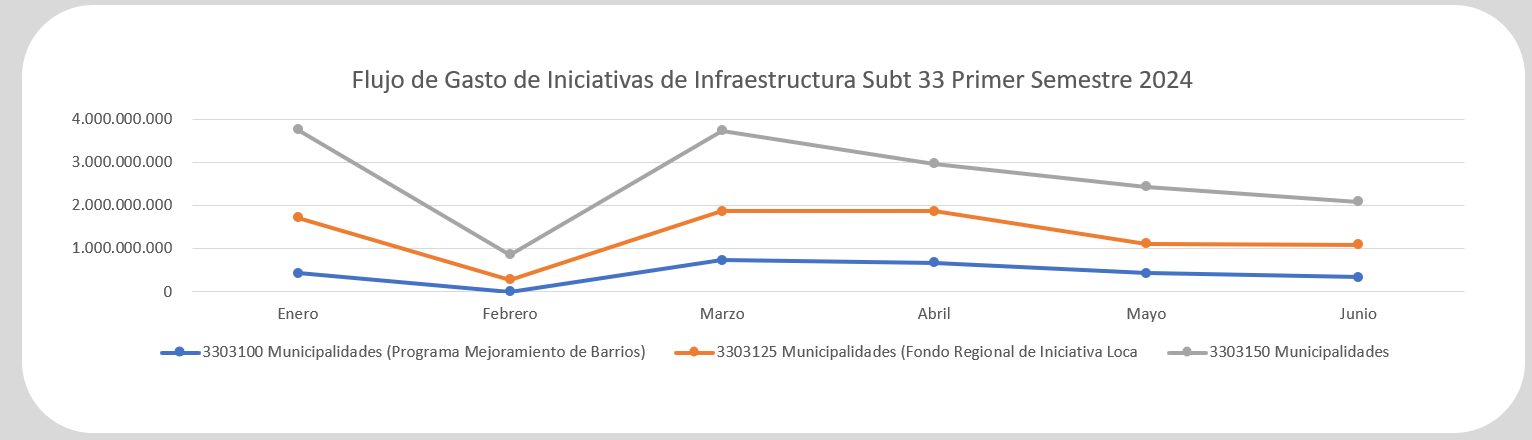 Flujo de Gasto de Iniciativas de Infraestructura Subt 33 Primer Semestre 2024
4.000.000.000
3.000.000.000
2.000.000.000
1.000.000.000
0
Enero Febrero Marzo Abril Mayo Junio
3303100 Municipalidades (Programa Mejoramiento de Barrios) 3303125 Municipalidades (Fondo Regional de Iniciativa Loca 3303150 Municipalidades